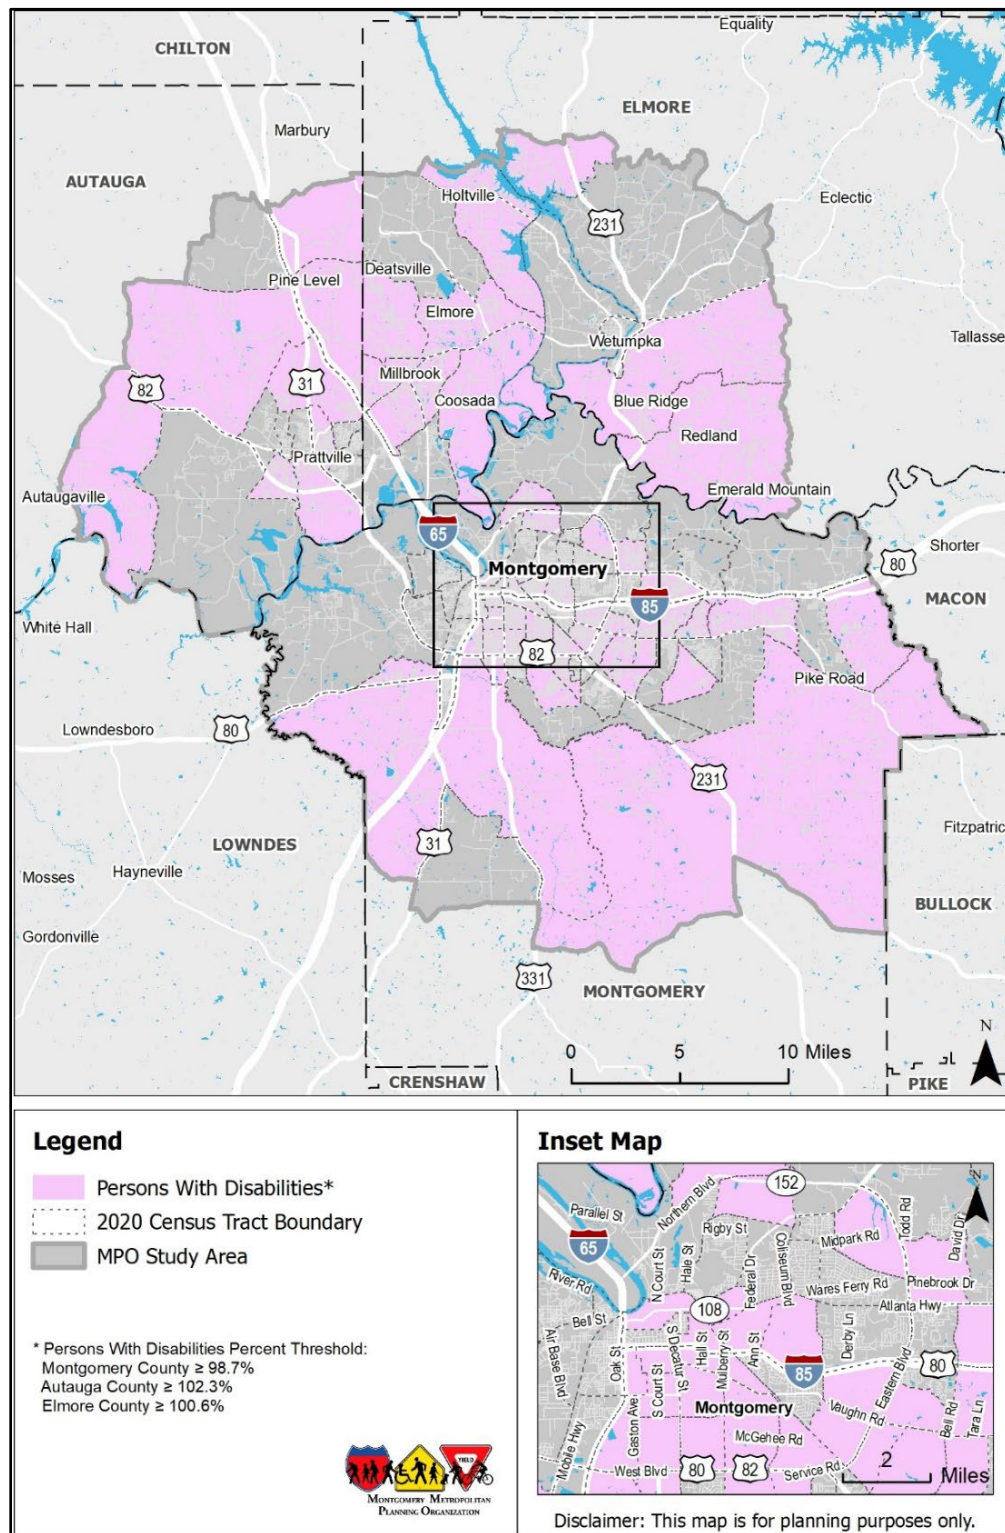 Equality
CHILTON
ELMORE
Marbury
AUTAUGA
Holtville
Eclectic
231
Deatsville
Pine Level
Elmore
Wetumpka
Tallasse
Millbrook
82
31
Coosada
Blue Ridge
Redland
Prattville
Emerald Mountain
Autaugaville
65
Shorter
80
Montgomery
MACON
85
White Hall
82
Pike Road
Lowndesboro
80
231
Fitzpatric
31
LOWNDES
Hayneville
Mosses
BULLOCK
Gordonville
331
MONTGOMERY
N
0 5 10 Miles
CRENSHAW
PIKE
Legend
Persons With Disabilities*
2020 Census Tract Boundary
MPO Study Area
* Persons With Disabilities Percent Threshold:
Montgomery County ≥ 98.7%
Autauga County ≥ 102.3%
Elmore County ≥ 100.6%
YIELD
MONTGOMERY METROPOLITAN
PLANNING ORGANIZATION
Inset Map
N
152
Parallel St
Northern Blvd
Todd Rd
David Dr
Rigby St
65
Midpark Rd
N Court St
Hale St
Federal Dr
Coliseum Blvd
River Rd
Wares Ferry Rd
Pinebrook Dr
108
Atlanta Hwy
Bell St
Air Base Blvd
Oak St
S Decatur St
Hall St
Mulberry St
Ann St
Derby Ln
85
80
Eastern Blvd
Gaston Ave
S Court St
Montgomery
Vaughn Rd
Bell Rd
Tara Ln
Mobile Hwy
McGehee Rd
West Blvd
80
82
Service Rd
2
Miles
Disclaimer: This map is for planning purposes only.